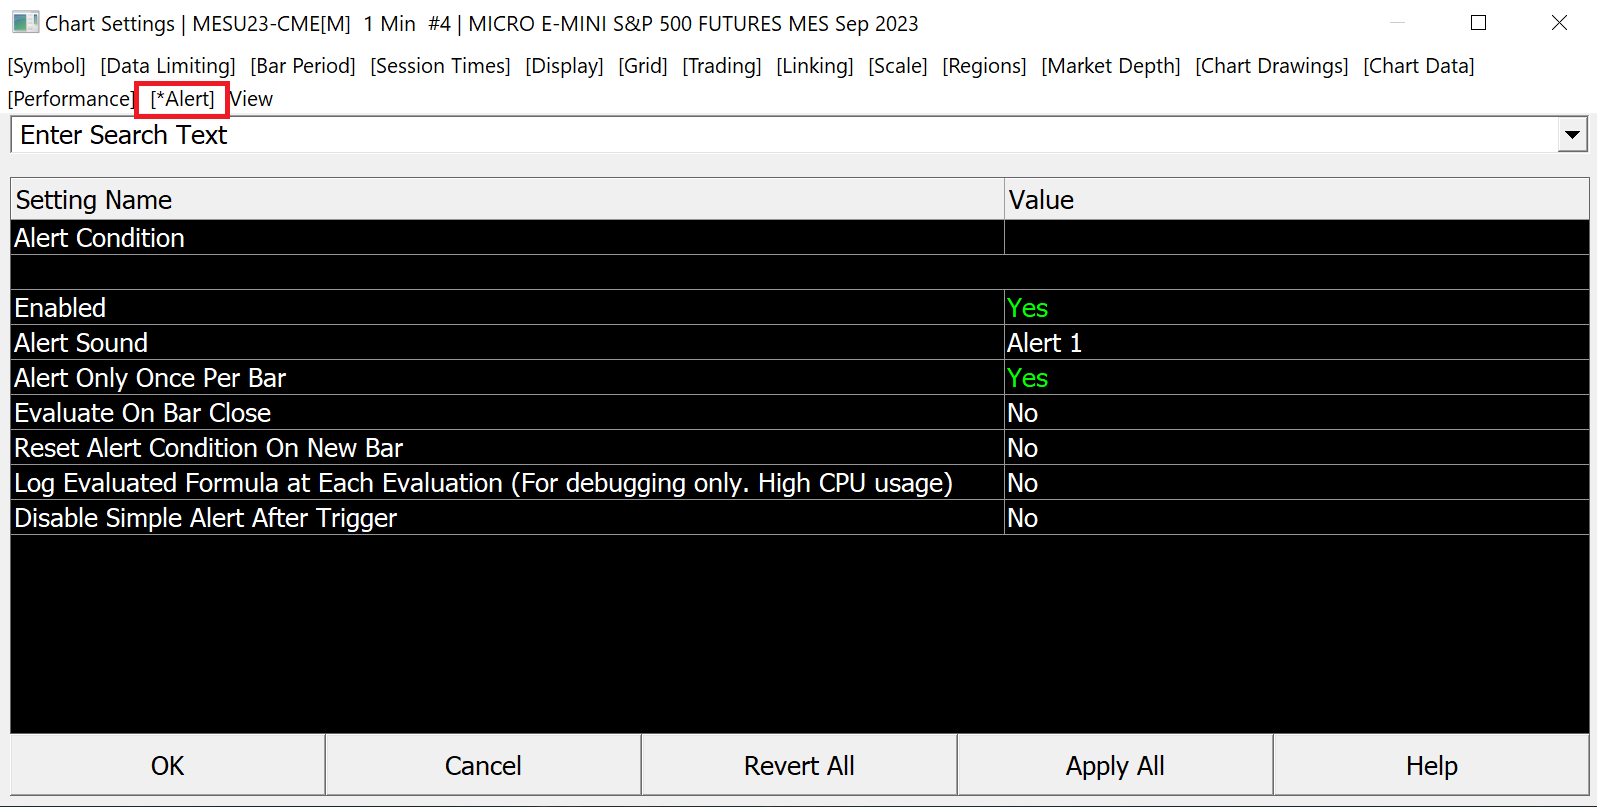 Chart Settings | MESU23-CME[M]  1 Min  #4 | MICRO E-MINI S&P 500 FUTURES MES Sep 2023
[Symbol] [Data Limiting] [Bar Period] [Session Times] [Display] [Grid] [Trading] [Linking] [Scale] [Regions] [Market Depth] [Chart Drawings] [Chart Data]
[Performance] [*Alert] View
Enter Search Text
Setting Name Value
Alert Condition
Enabled Yes
Alert Sound Alert 1
Alert Only Once Per Bar Yes
Evaluate On Bar Close No
Reset Alert Condition On New Bar No
Log Evaluated Formula at Each Evaluation (For debugging only. High CPU usage) No
Disable Simple Alert After Trigger No
OK Cancel Revert All Apply All Help